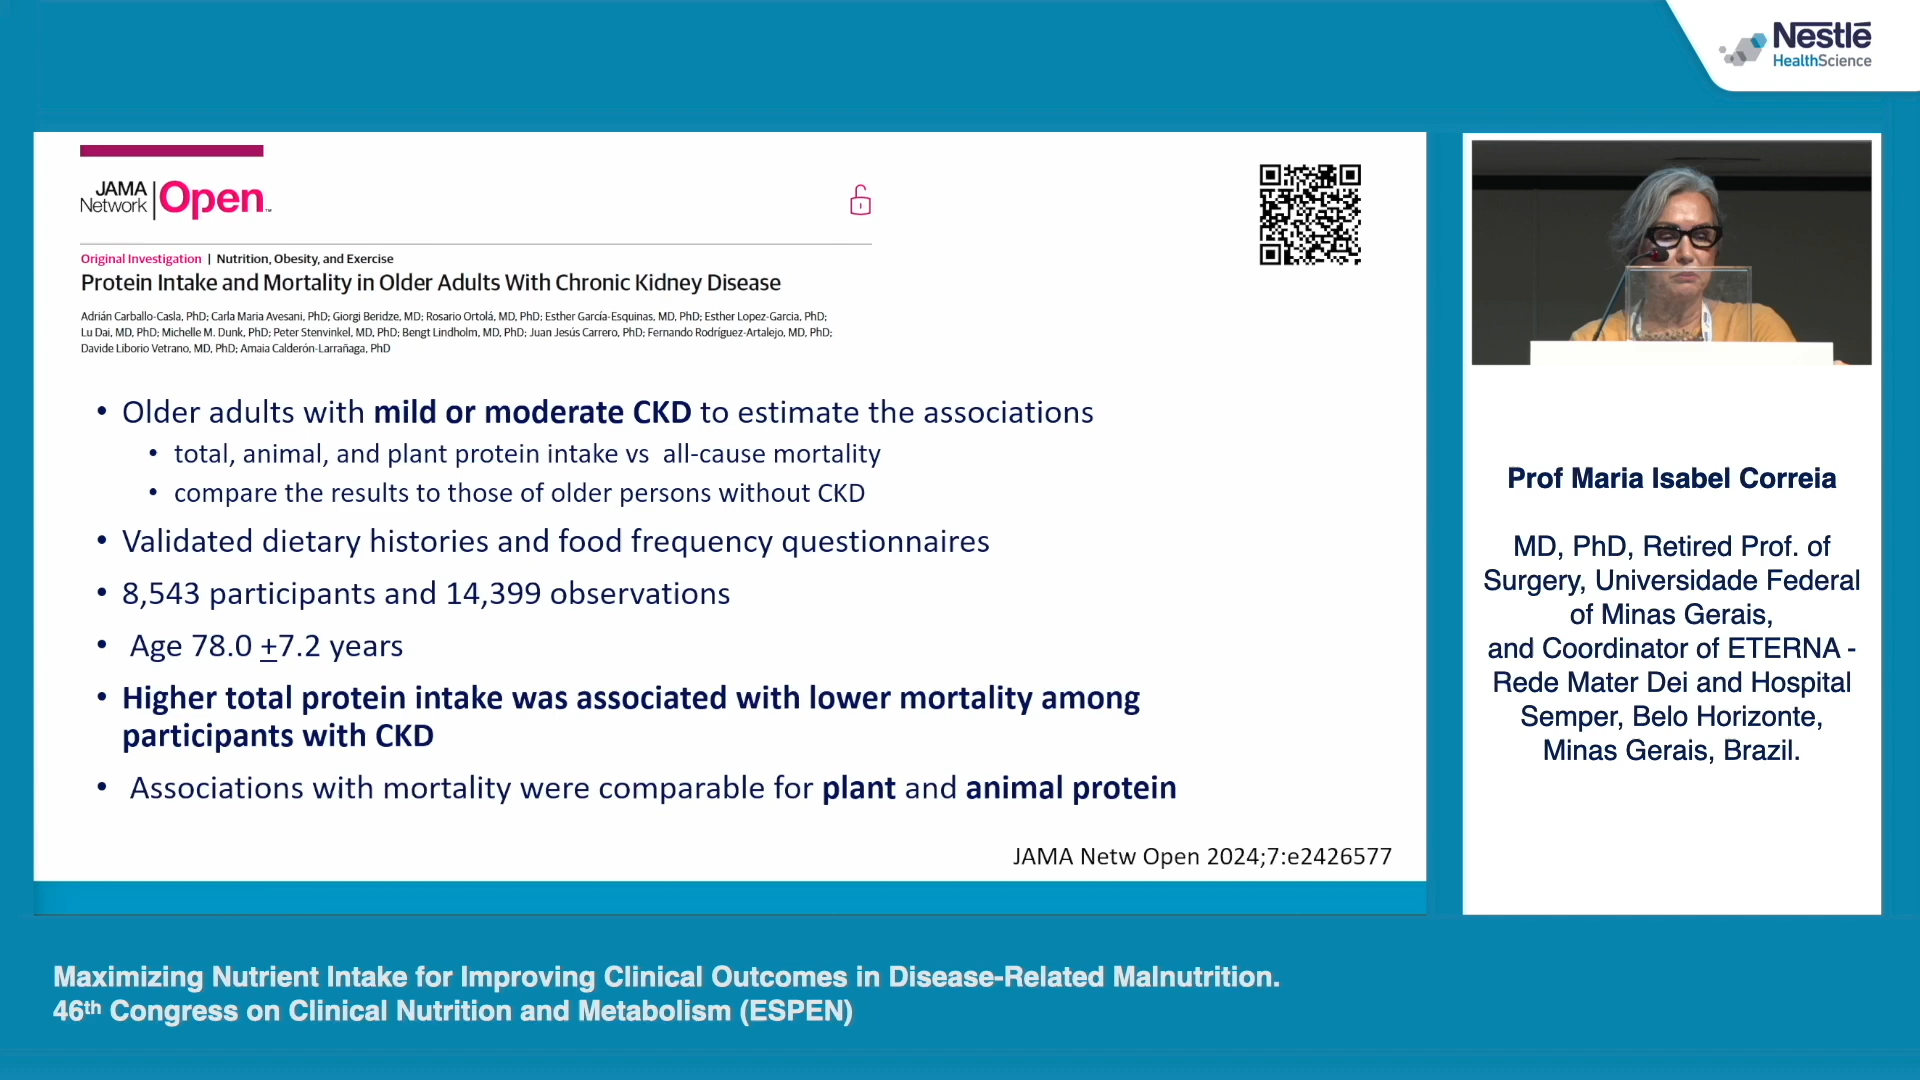 Nestlé
HealthScience
JAMA
Network
Open™
Original Investigation | Nutrition, Obesity, and Exercise
Protein Intake and Mortality in Older Adults With Chronic Kidney Disease
Adrián Carballo-Casla, PhD; Carla Maria Avesani, PhD; Giorgi Beridze, MD; Rosario Ortolá, MD, PhD; Esther García-Esquinas, MD, PhD; Esther Lopez-Garcia, PhD;
Lu Dai, MD, PhD; Michelle M. Dunk, PhD; Peter Stenvinkel, MD, PhD; Bengt Lindholm, MD, PhD; Juan Jesús Carrero, PhD; Fernando Rodríguez-Artalejo, MD, PhD;
Davide Liborio Vetrano, MD, PhD; Amaia Calderón-Larrañaga, PhD
• Older adults with mild or moderate CKD to estimate the associations
• total, animal, and plant protein intake vs all-cause mortality
• compare the results to those of older persons without CKD
• Validated dietary histories and food frequency questionnaires
• 8,543 participants and 14,399 observations
• Age 78.0 ±7.2 years
• Higher total protein intake was associated with lower mortality among
participants with CKD
• Associations with mortality were comparable for plant and animal protein
JAMA Netw Open 2024;7:e2426577
Prof Maria Isabel Correia
MD, PhD, Retired Prof. of
Surgery, Universidade Federal
of Minas Gerais,
and Coordinator of ETERNA -
Rede Mater Dei and Hospital
Semper, Belo Horizonte,
Minas Gerais, Brazil.
Maximizing Nutrient Intake for Improving Clinical Outcomes in Disease-Related Malnutrition.
46th Congress on Clinical Nutrition and Metabolism (ESPEN)